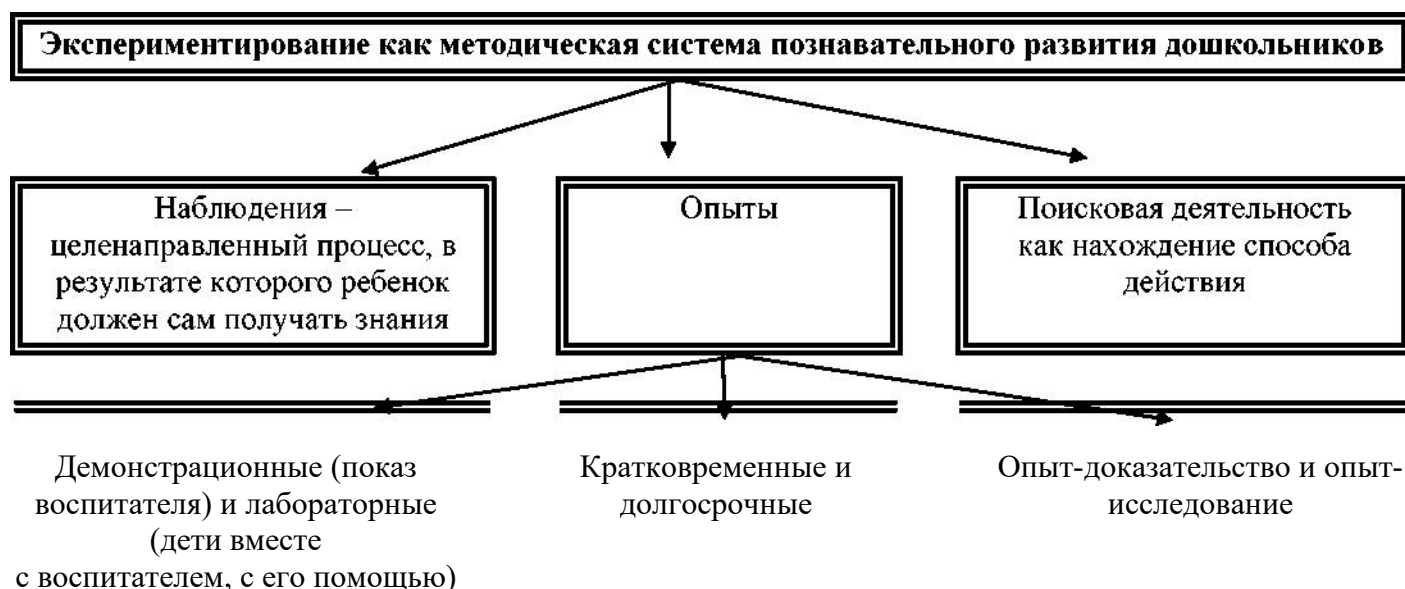 Экспериментирование как методическая система познавательного развития дошкольников
Наблюдения –
целенаправленный процесс, в
результате которого ребенок
должен сам получать знания
Опыты
Поисковая деятельность
как нахождение способа
действия
Демонстрационные (показ
воспитателя) и лабораторные
(дети вместе
с воспитателем, с его помощью)
Кратковременные и
долгосрочные
Опыт-доказательство и опыт-
исследование